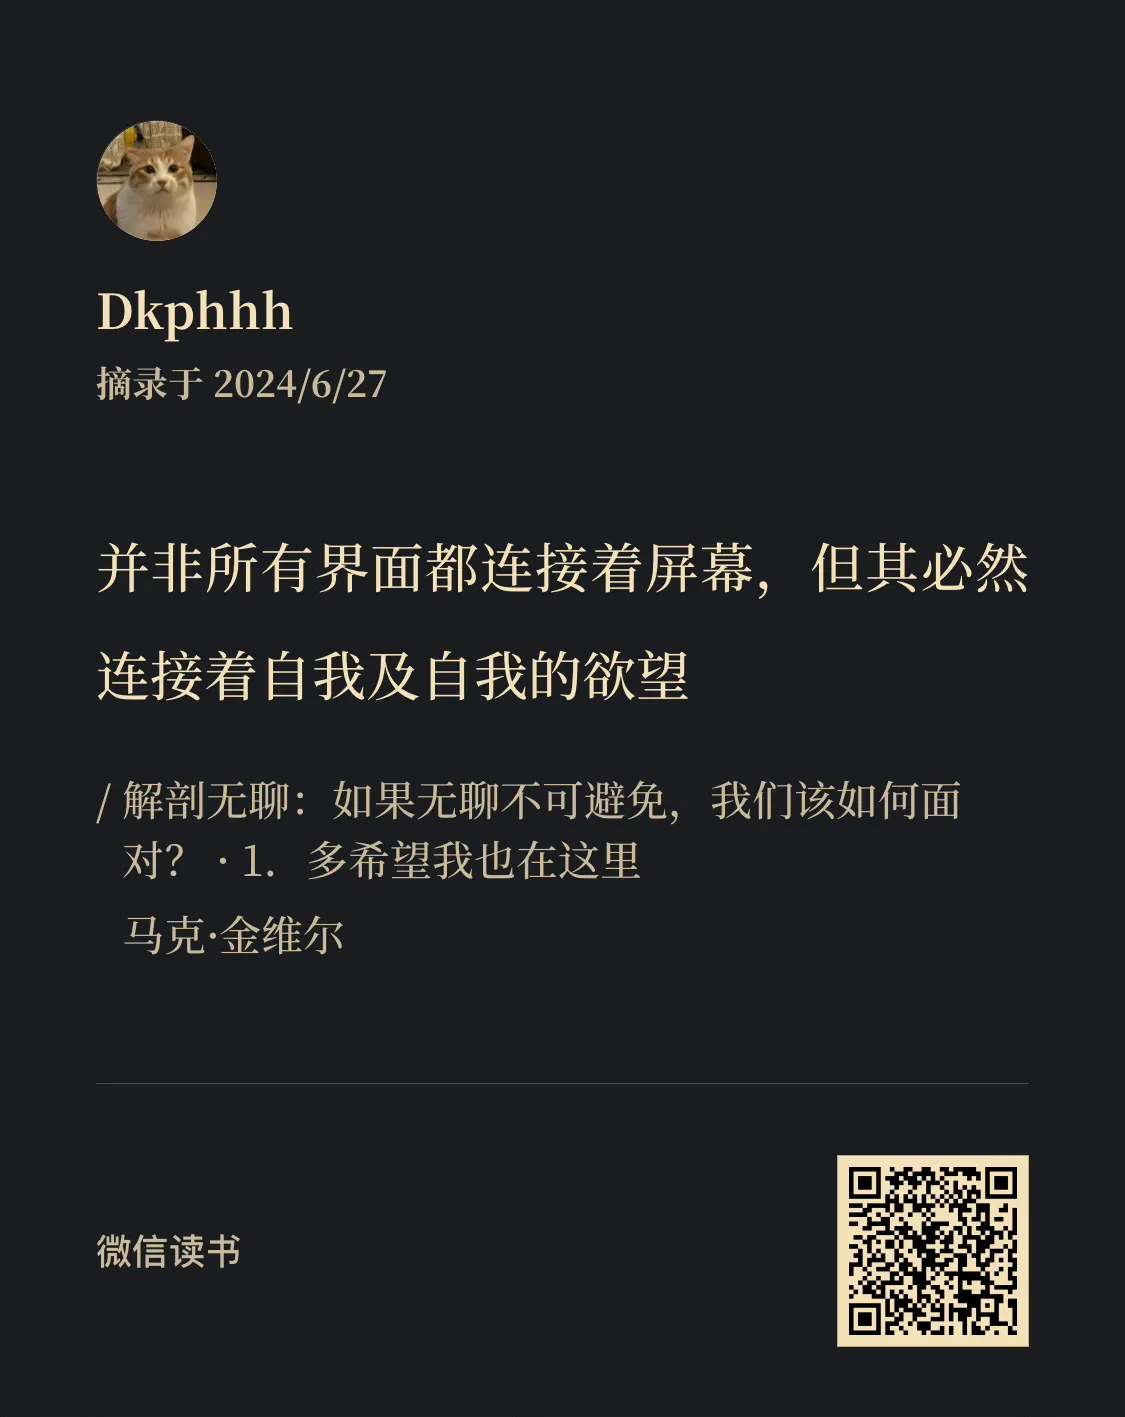 Dkphhh
摘录于 2024/6/27
并非所有界面都连接着屏幕，但其必然
连接着自我及自我的欲望
/ 解剖无聊：如果无聊不可避免，我们该如何面
对？ · 1. 多希望我也在这里
马克·金维尔
微信读书